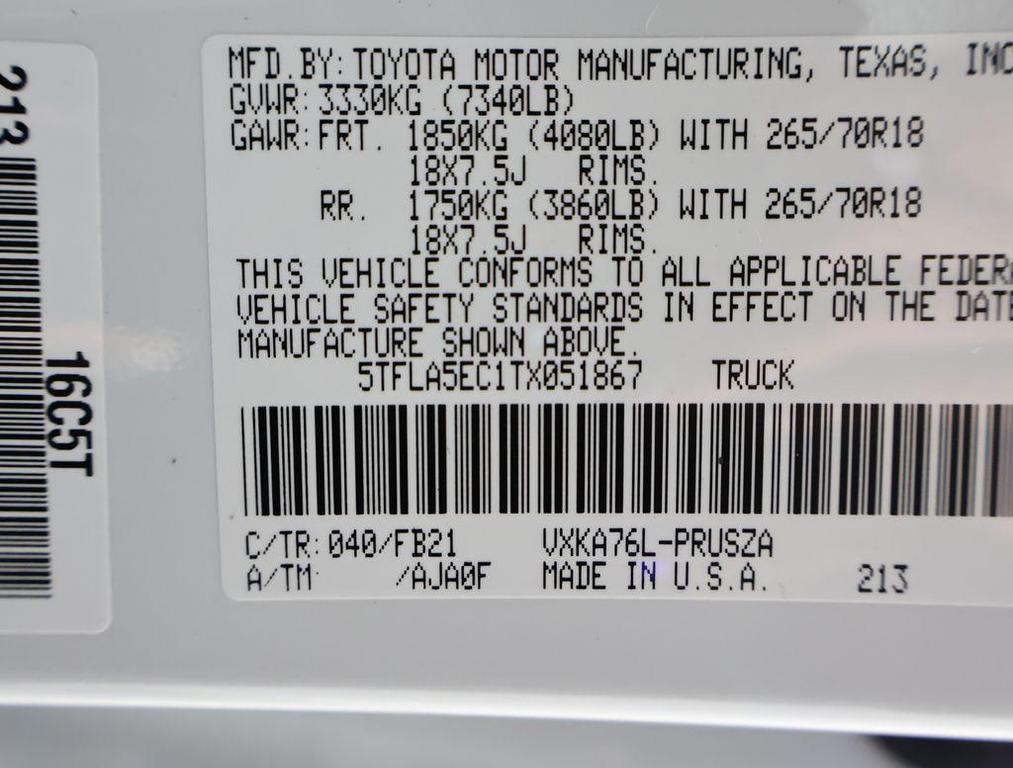 213
16C5T
MFD.BY: TOYOTA MOTOR MANUFACTURING, TEXAS, INC
GVWR: 3330KG (7340LB)
GAWR: FRT. 1850KG (4080LB) WITH 265/70R18
18X7.5J RIMS.
RR. 1750KG (3860LB) WITH 265/70R18
18X7.5J RIMS.
THIS VEHICLE CONFORMS TO ALL APPLICABLE FEDERA
VEHICLE SAFETY STANDARDS IN EFFECT ON THE DATE
MANUFACTURE SHOWN ABOVE.
5TFLA5EC1TX051867 TRUCK
C/TR: 040/FB21 VXKA76L-PRUSZA
A/TM: /AJA0F MADE IN U.S.A. 213